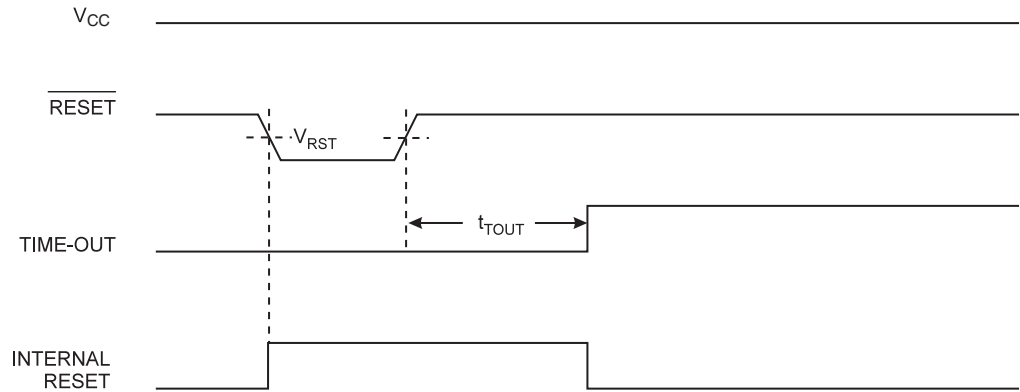 VCC
RESET
VRST
tTOUT
TIME-OUT
INTERNAL
RESET